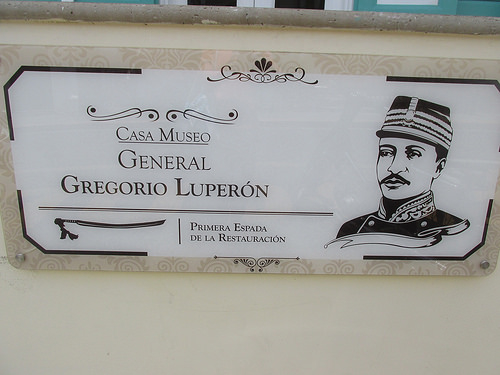 CASA MUSEO
GENERAL
GREGORIO LUPERÓN
PRIMERA ESPADA
DE LA RESTAURACIÓN